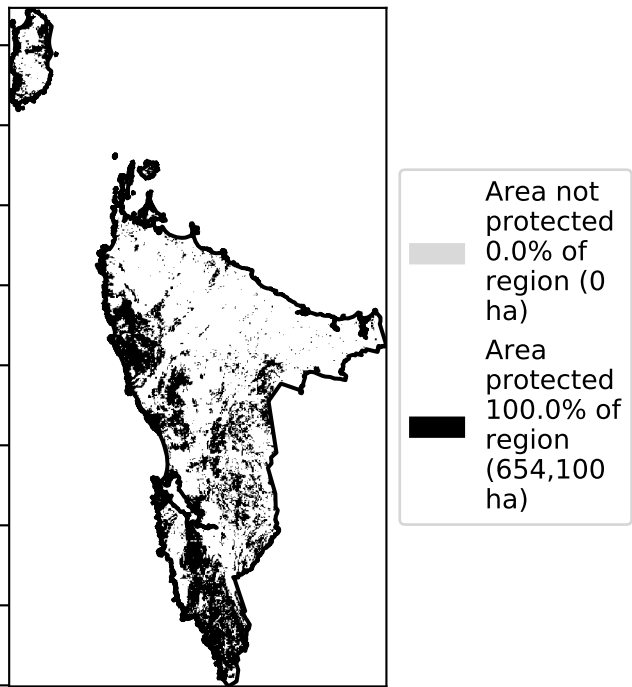 Area not
protected
0.0% of
region (0
ha)
Area
protected
100.0% of
region
(654,100
ha)